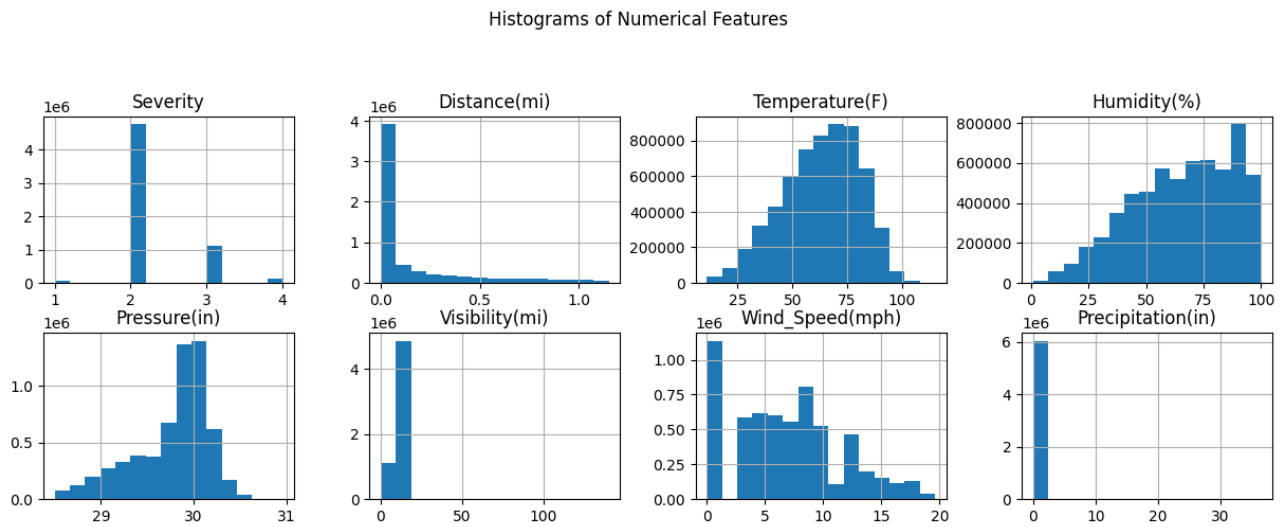 Histograms of Numerical Features
Severity
1e6
4
3
2
1
0
1 2 3 4
Distance(mi)
1e6
4
3
2
1
0
0.0 0.5 1.0
Temperature(F)
800000
600000
400000
200000
0
25 50 75 100
Humidity(%)
800000
600000
400000
200000
0
0 25 50 75 100
Pressure(in)
1e6
1.0
0.5
0.0
29 30 31
Visibility(mi)
1e6
4
2
0
0 50 100
Wind_Speed(mph)
1e6
1.00
0.75
0.50
0.25
0.00
0 5 10 15 20
Precipitation(in)
1e6
6
4
2
0
0 10 20 30